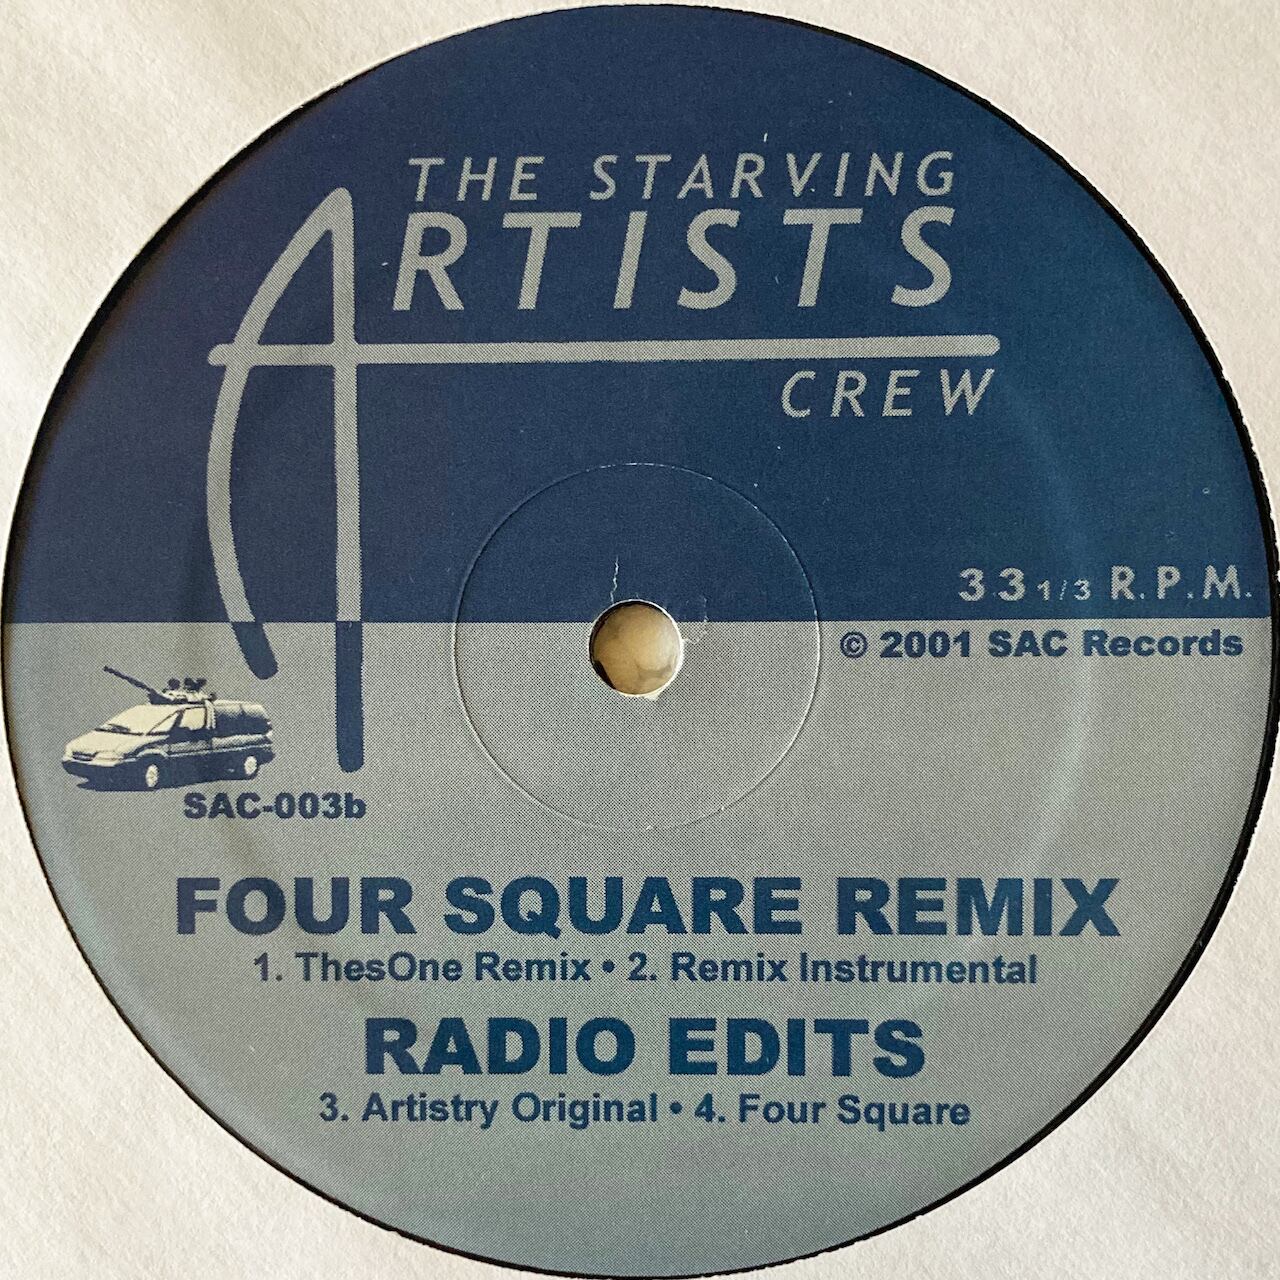 THE STARVING
ARTISTS
CREW
33 1/3 R.P.M.
© 2001 SAC Records
SAC-003b
FOUR SQUARE REMIX
1. ThesOne Remix • 2. Remix Instrumental
RADIO EDITS
3. Artistry Original • 4. Four Square